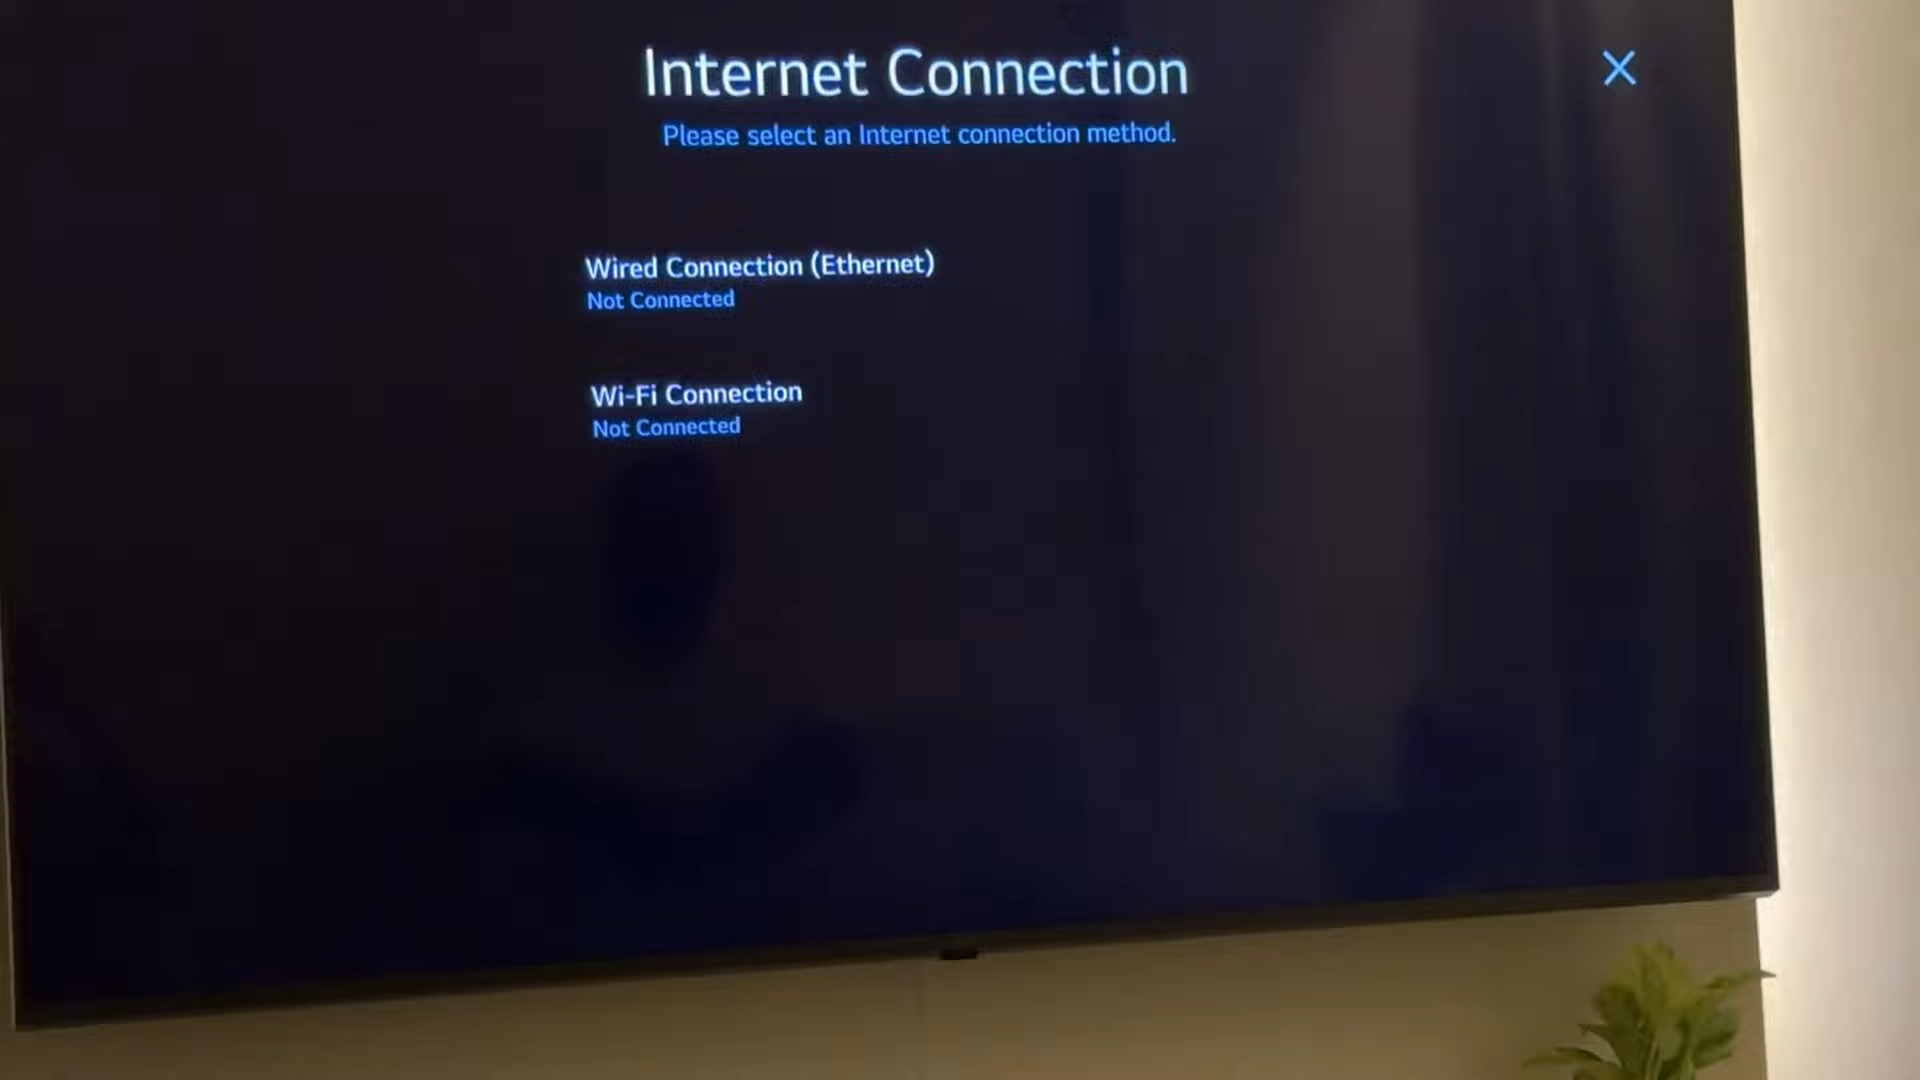 Internet Connection
Please select an Internet connection method.
Wired Connection (Ethernet)
Not Connected
Wi-Fi Connection
Not Connected